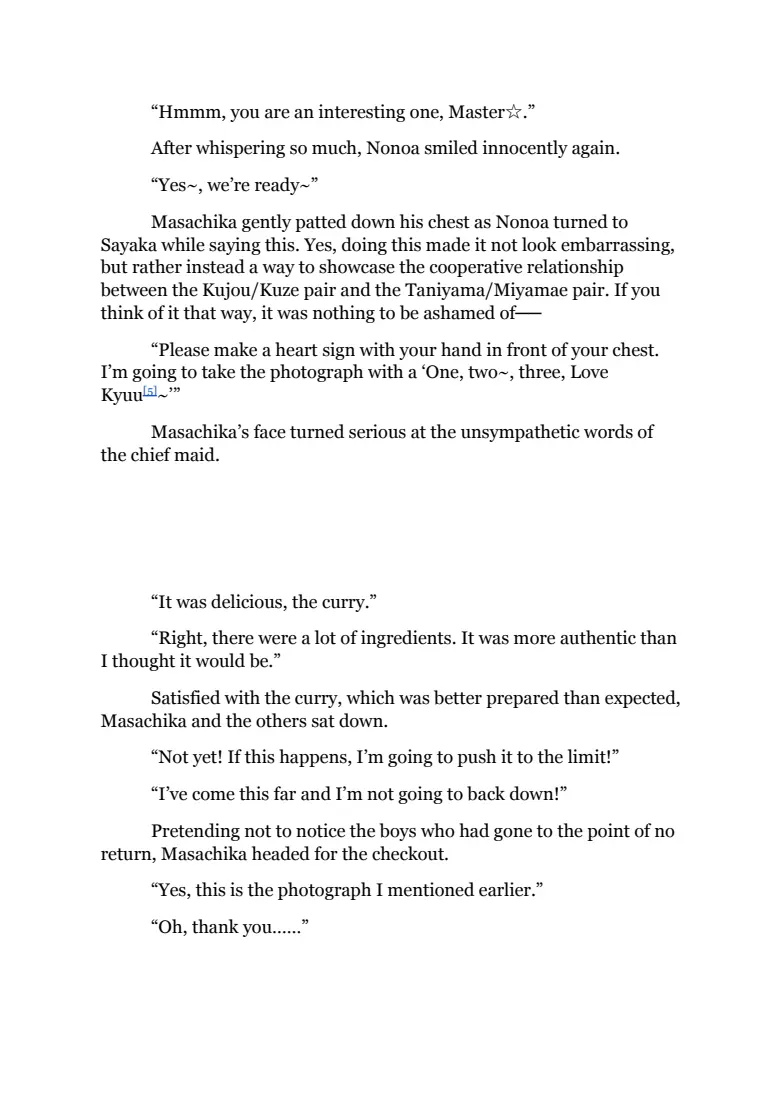 “Hmmm, you are an interesting one, Master☆.”
After whispering so much, Nonoa smiled innocently again.
“Yes~, we’re ready~”
Masachika gently patted down his chest as Nonoa turned to
Sayaka while saying this. Yes, doing this made it not look embarrassing,
but rather instead a way to showcase the cooperative relationship
between the Kujou/Kuze pair and the Taniyama/Miyamae pair. If you
think of it that way, it was nothing to be ashamed of──
“Please make a heart sign with your hand in front of your chest.
I’m going to take the photograph with a ‘One, two~, three, Love
Kyuu[5]~’”
Masachika’s face turned serious at the unsympathetic words of
the chief maid.
“It was delicious, the curry.”
“Right, there were a lot of ingredients. It was more authentic than
I thought it would be.”
Satisfied with the curry, which was better prepared than expected,
Masachika and the others sat down.
“Not yet! If this happens, I’m going to push it to the limit!”
“I’ve come this far and I’m not going to back down!”
Pretending not to notice the boys who had gone to the point of no
return, Masachika headed for the checkout.
“Yes, this is the photograph I mentioned earlier.”
“Oh, thank you......”